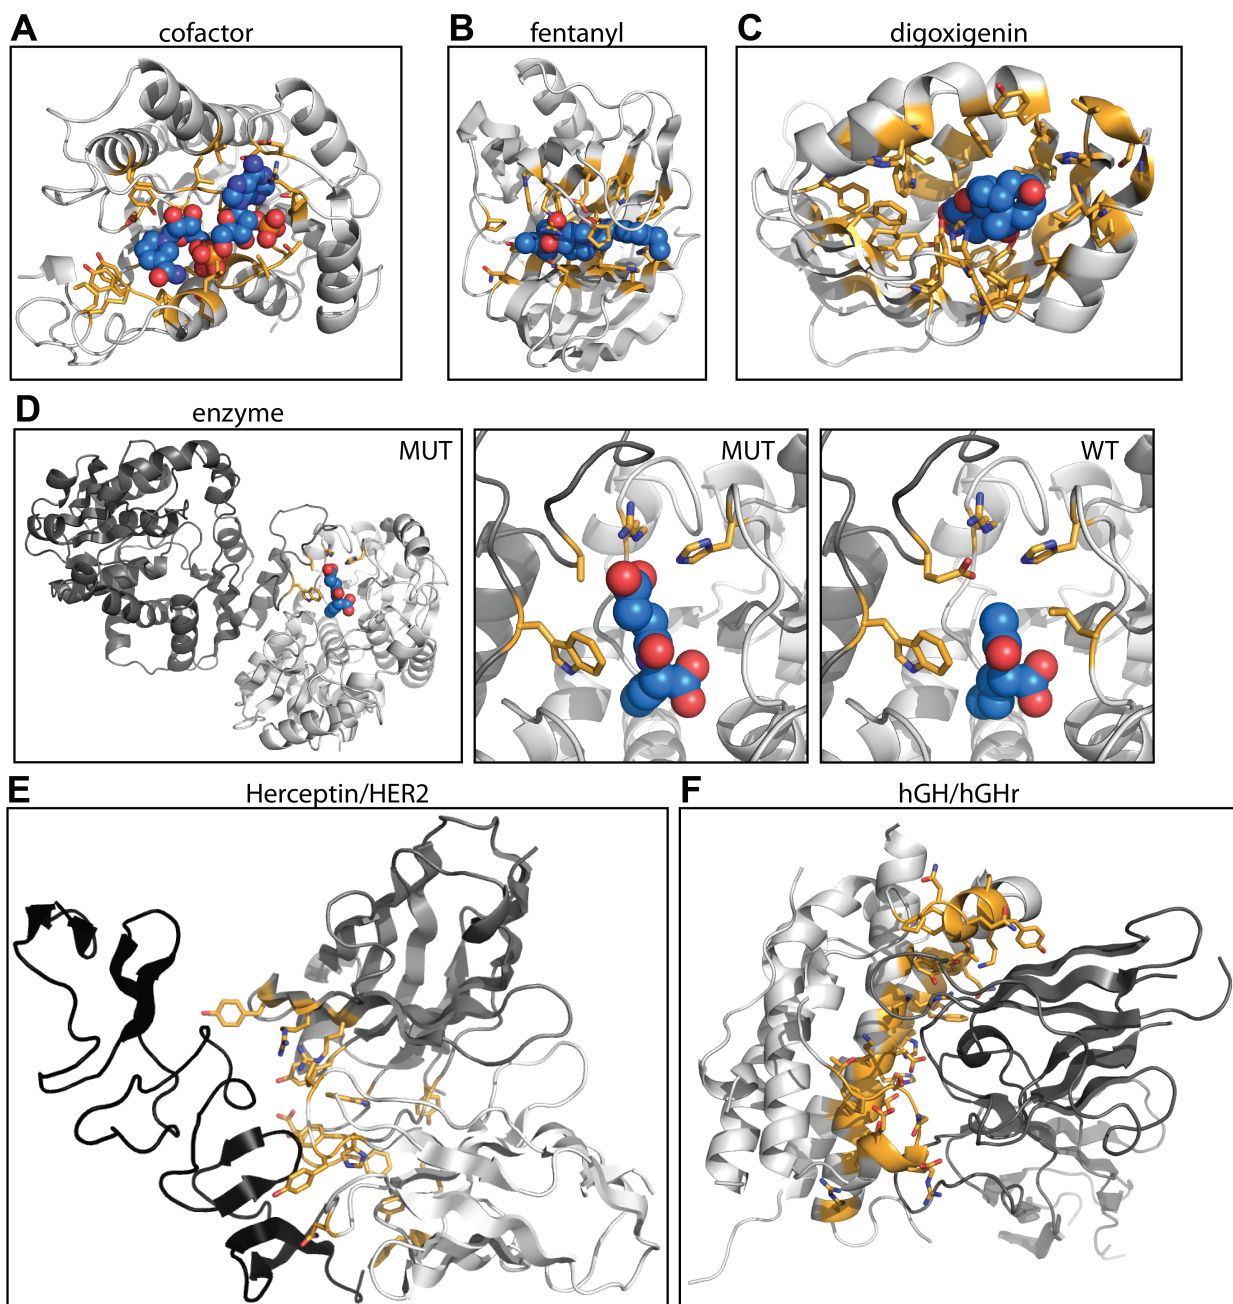 A cofactor
B fentanyl
C digoxigenin
D enzyme
MUT
MUT
WT
E Herceptin/HER2
F hGH/hGHr